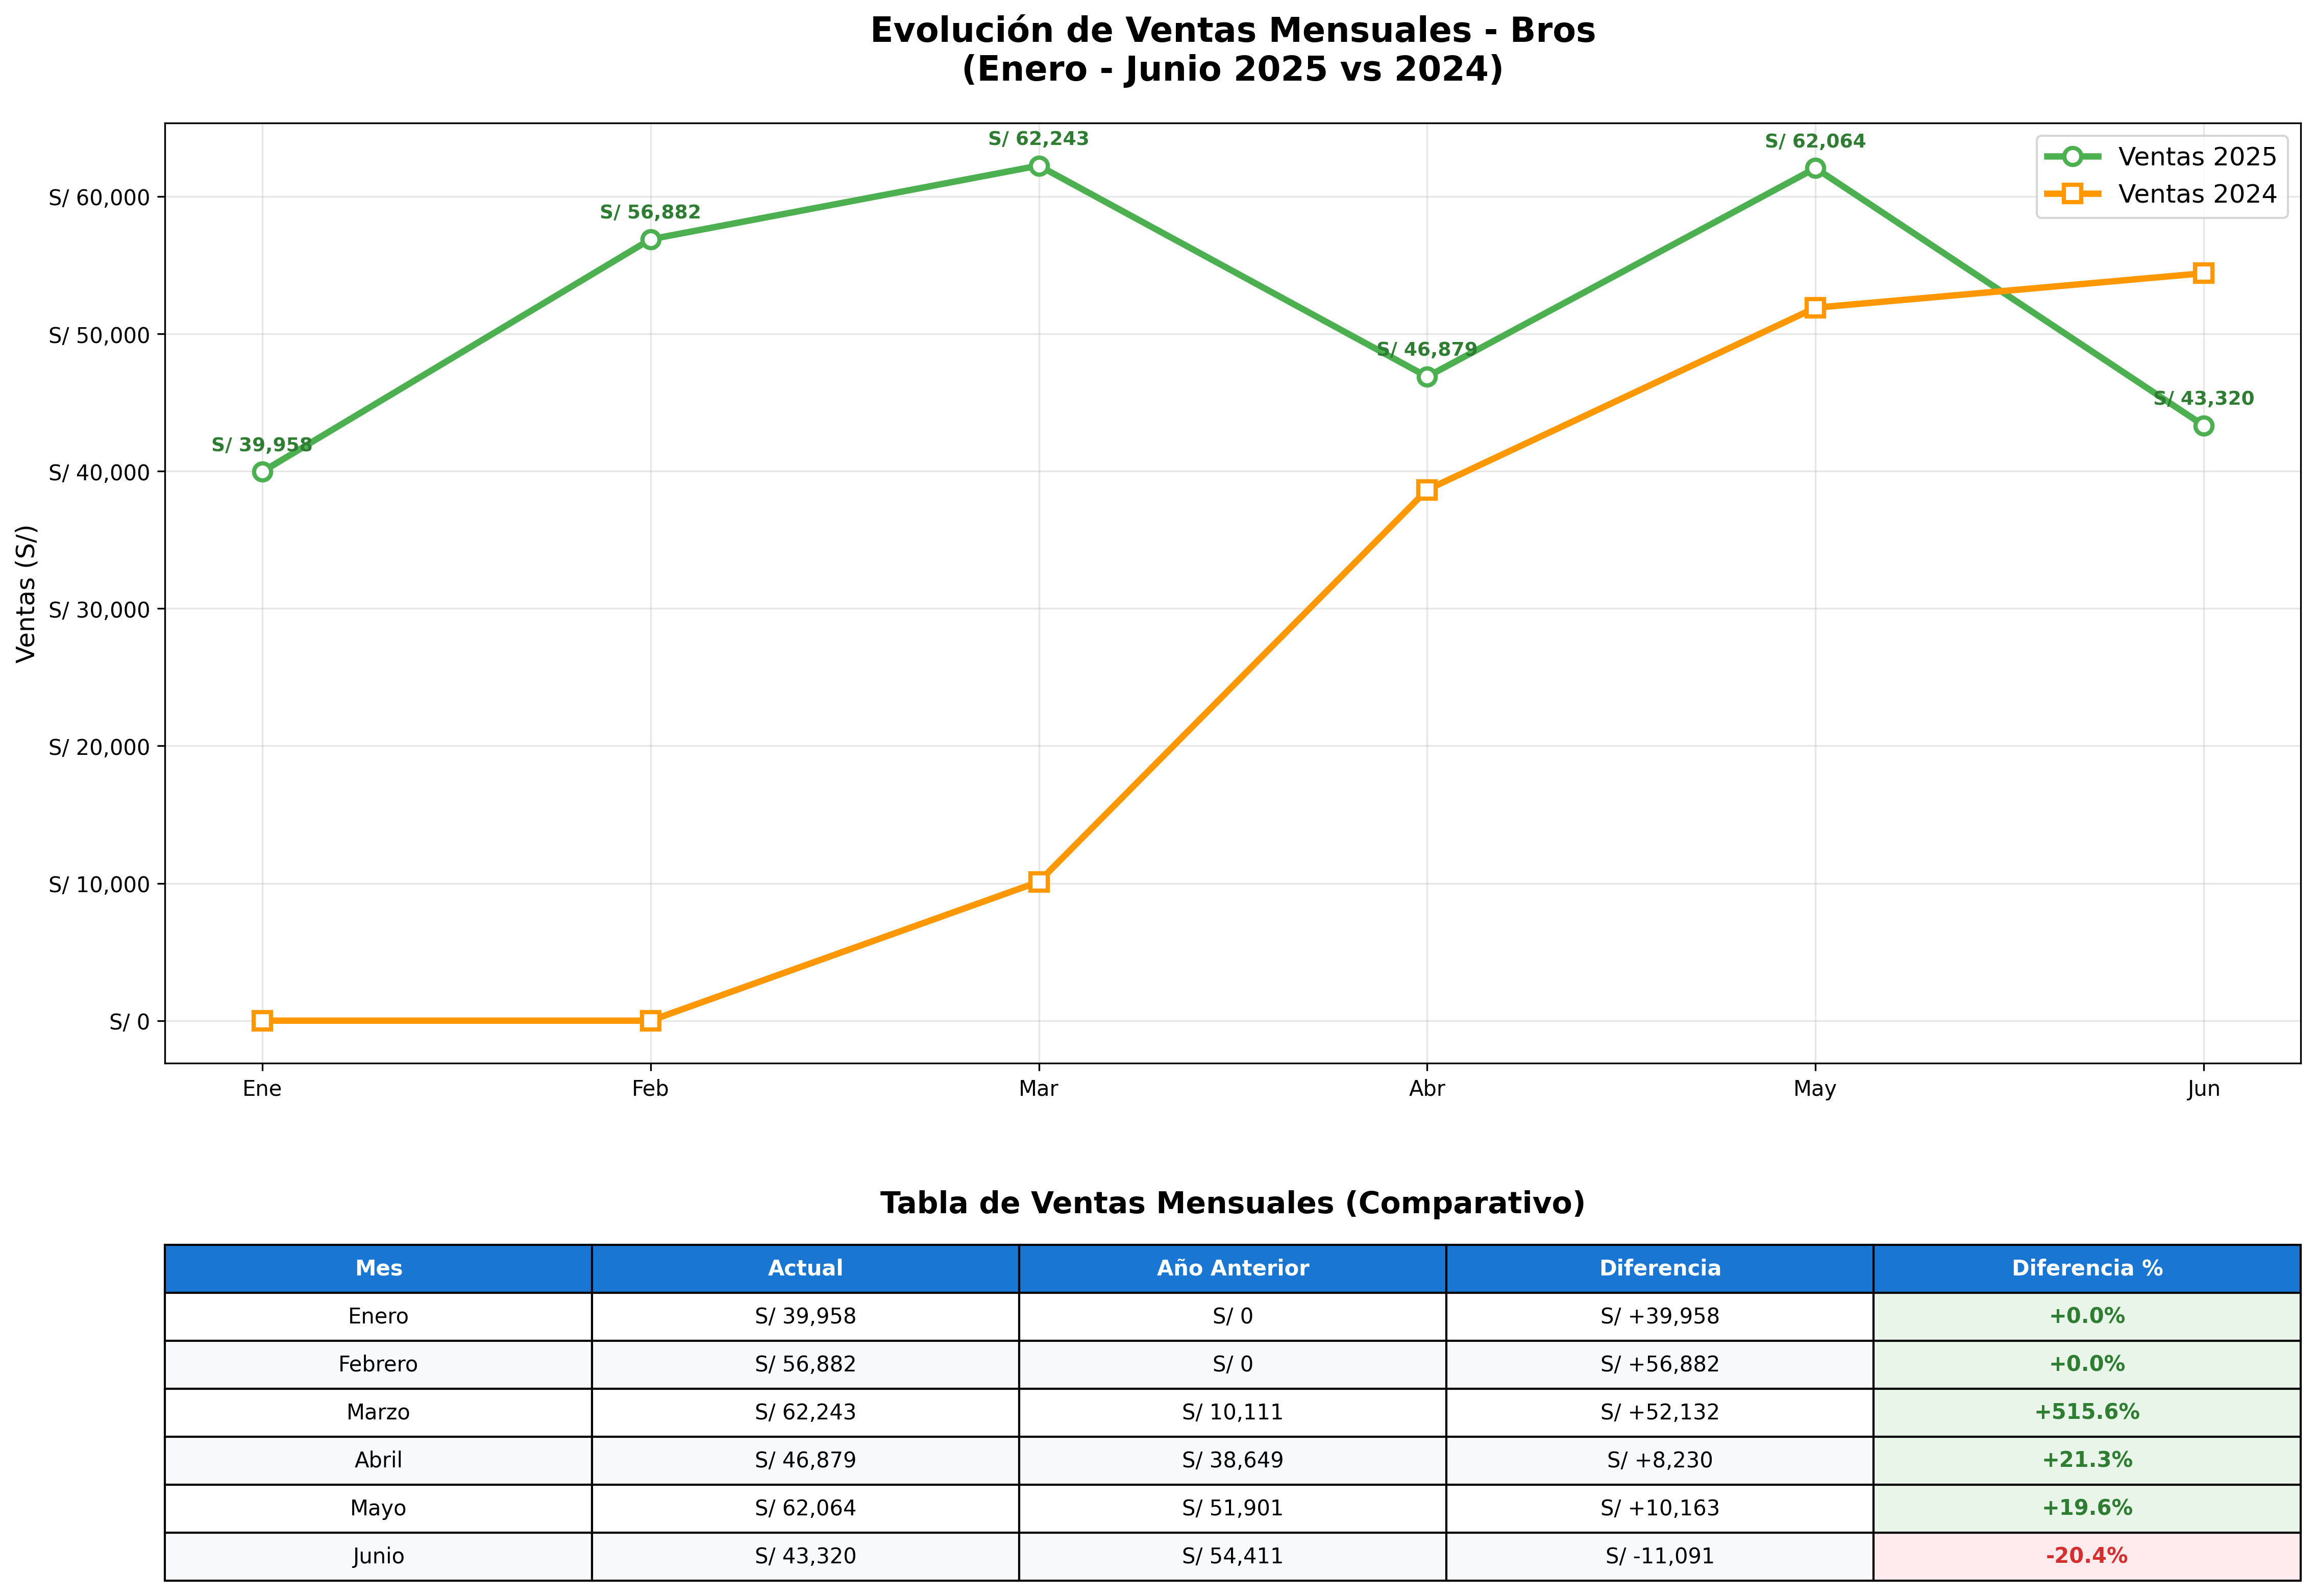 Evolución de Ventas Mensuales - Bros
(Enero - Junio 2025 vs 2024)
Ventas 2025
Ventas 2024
S/ 62,243
S/ 62,064
S/ 56,882
S/ 46,879
S/ 43,320
S/ 39,958
Ventas (S/)
S/ 60,000
S/ 50,000
S/ 40,000
S/ 30,000
S/ 20,000
S/ 10,000
S/ 0
Ene Feb Mar Abr May Jun
Tabla de Ventas Mensuales (Comparativo)
Mes Actual Año Anterior Diferencia Diferencia %
Enero S/ 39,958 S/ 0 S/ +39,958 +0.0%
Febrero S/ 56,882 S/ 0 S/ +56,882 +0.0%
Marzo S/ 62,243 S/ 10,111 S/ +52,132 +515.6%
Abril S/ 46,879 S/ 38,649 S/ +8,230 +21.3%
Mayo S/ 62,064 S/ 51,901 S/ +10,163 +19.6%
Junio S/ 43,320 S/ 54,411 S/ -11,091 -20.4%